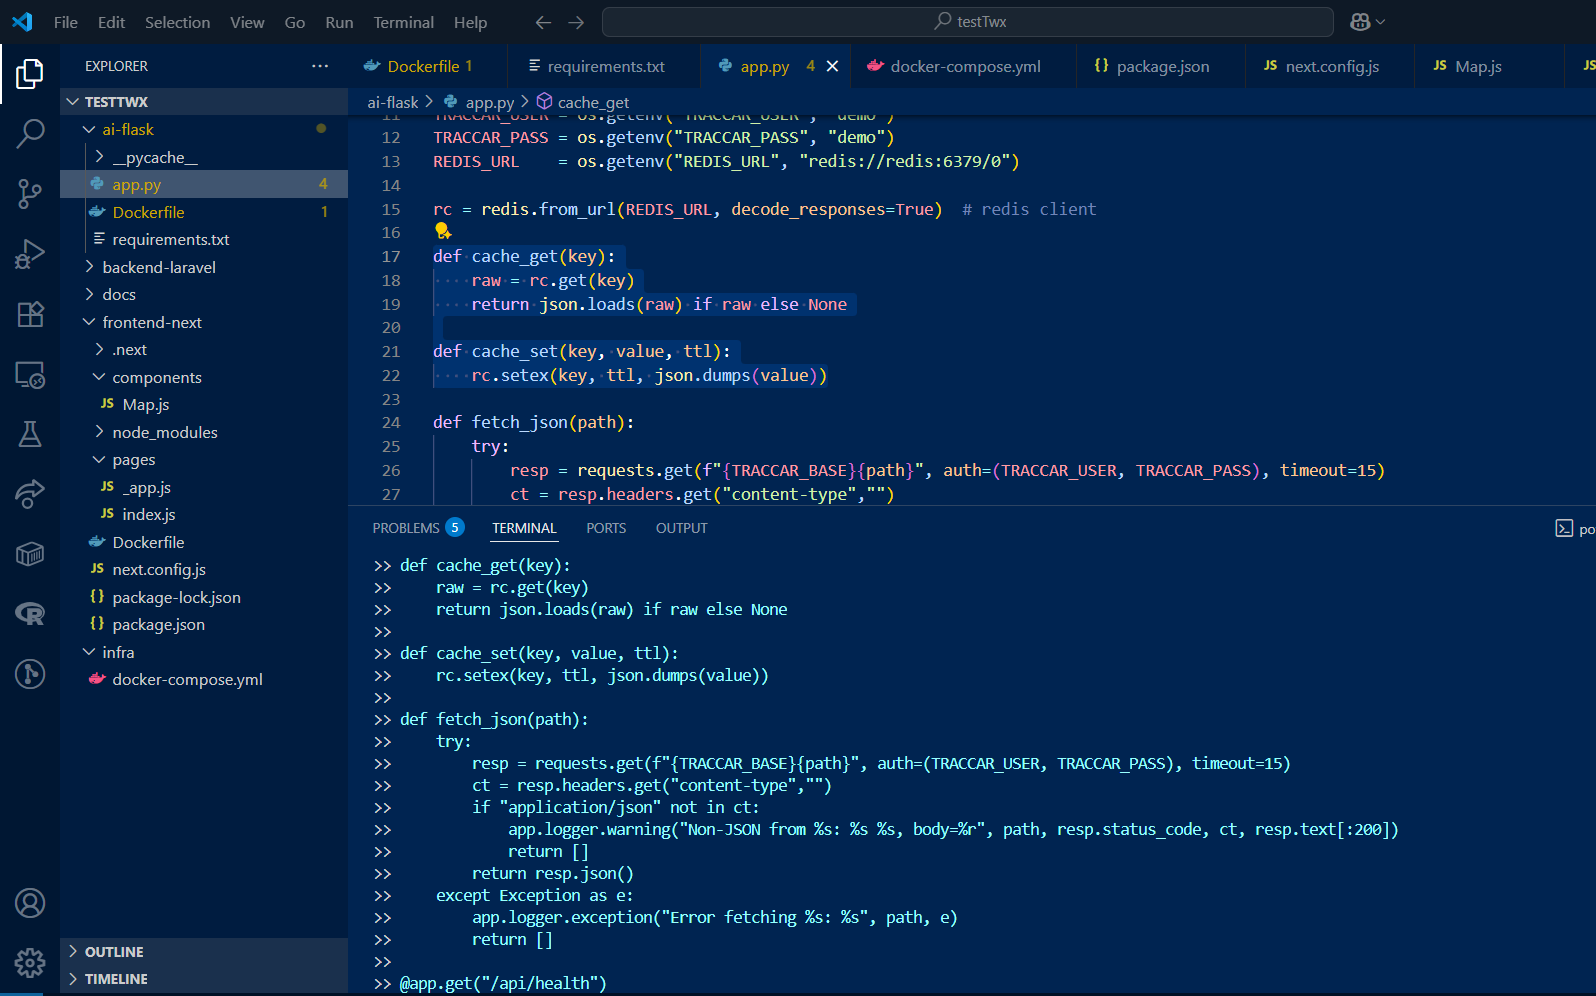 File Edit Selection View Go Run Terminal Help
testTwx
EXPLORER
Dockerfile 1
requirements.txt
app.py 4
docker-compose.yml
package.json
next.config.js
Map.js
JS
TESTTWX
ai-flask
__pycache__
app.py 4
Dockerfile 1
requirements.txt
backend-laravel
docs
frontend-next
.next
components
JS Map.js
node_modules
pages
JS _app.js
JS index.js
Dockerfile
JS next.config.js
{} package-lock.json
{} package.json
infra
docker-compose.yml
OUTLINE
TIMELINE
ai-flask > app.py > cache_get
11 TRACCAR_USER = os.getenv("TRACCAR_USER", "demo")
12 TRACCAR_PASS = os.getenv("TRACCAR_PASS", "demo")
13 REDIS_URL    = os.getenv("REDIS_URL", "redis://redis:6379/0")
14
15 rc = redis.from_url(REDIS_URL, decode_responses=True)  # redis client
16
17 def cache_get(key):
18     raw = rc.get(key)
19     return json.loads(raw) if raw else None
20
21 def cache_set(key, value, ttl):
22     rc.setex(key, ttl, json.dumps(value))
23
24 def fetch_json(path):
25     try:
26         resp = requests.get(f"{TRACCAR_BASE}{path}", auth=(TRACCAR_USER, TRACCAR_PASS), timeout=15)
27         ct = resp.headers.get("content-type","")
PROBLEMS 5 TERMINAL PORTS OUTPUT
po
>> def cache_get(key):
>>     raw = rc.get(key)
>>     return json.loads(raw) if raw else None
>>
>> def cache_set(key, value, ttl):
>>     rc.setex(key, ttl, json.dumps(value))
>>
>> def fetch_json(path):
>>     try:
>>         resp = requests.get(f"{TRACCAR_BASE}{path}", auth=(TRACCAR_USER, TRACCAR_PASS), timeout=15)
>>         ct = resp.headers.get("content-type","")
>>         if "application/json" not in ct:
>>             app.logger.warning("Non-JSON from %s: %s %s, body=%r", path, resp.status_code, ct, resp.text[:200])
>>             return []
>>         return resp.json()
>>     except Exception as e:
>>         app.logger.exception("Error fetching %s: %s", path, e)
>>         return []
>>
>> @app.get("/api/health")